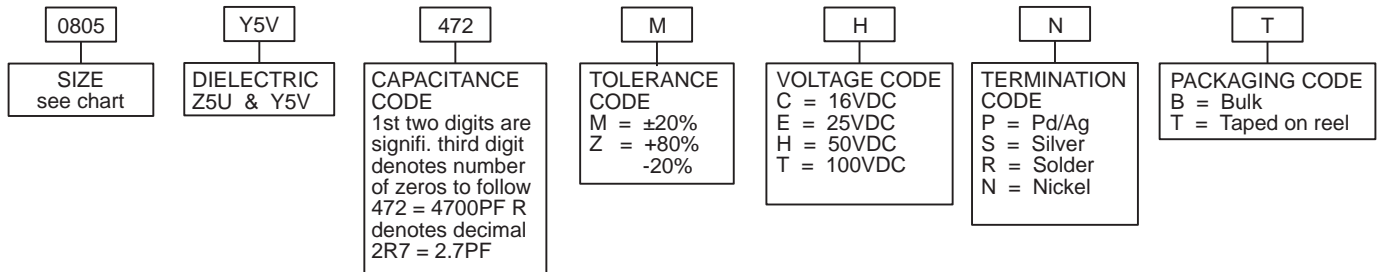 0805
Y5V
472
M
H
N
T
SIZE
see chart
DIELECTRIC
Z5U & Y5V
CAPACITANCE
CODE
1st two digits are
signifi. third digit
denotes number
of zeros to follow
472 = 4700PF R
denotes decimal
2R7 = 2.7PF
TOLERANCE
CODE
M = ±20%
Z = +80%
-20%
VOLTAGE CODE
C = 16VDC
E = 25VDC
H = 50VDC
T = 100VDC
TERMINATION
CODE
P = Pd/Ag
S = Silver
R = Solder
N = Nickel
PACKAGING CODE
B = Bulk
T = Taped on reel